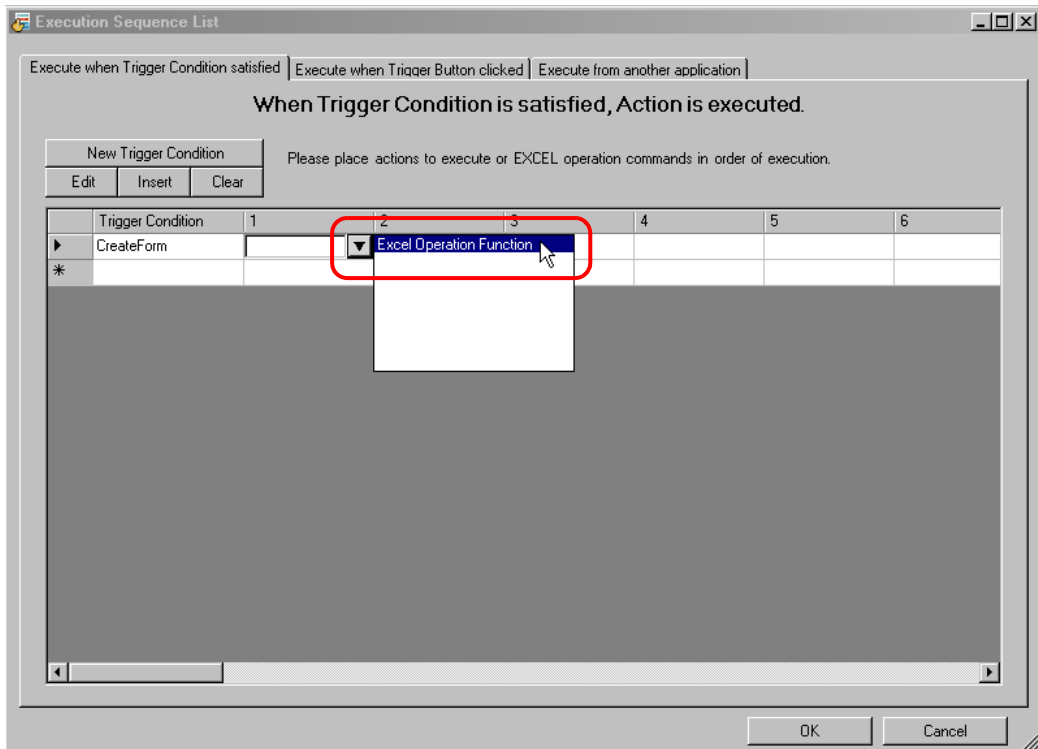 Execution Sequence List
Execute when Trigger Condition satisfied Execute when Trigger Button clicked Execute from another application
When Trigger Condition is satisfied, Action is executed.
New Trigger Condition
Please place actions to execute or EXCEL operation commands in order of execution.
Edit Insert Clear
Trigger Condition 1 2 3 4 5 6
CreateForm Excel Operation Function
OK Cancel